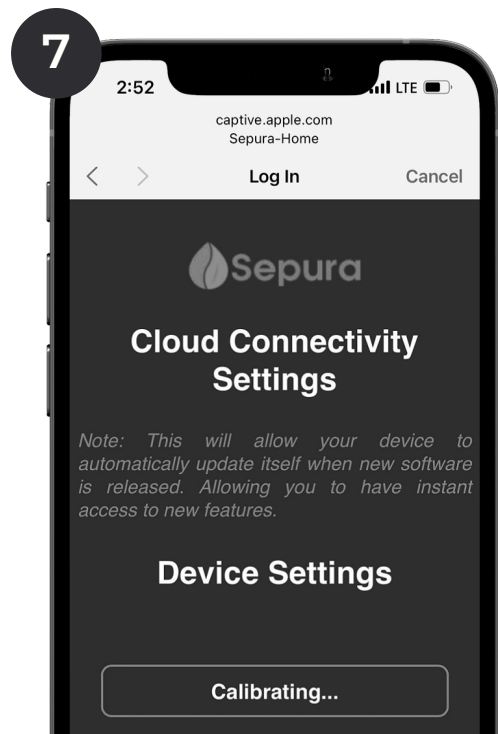 7
2:52
LTE
captive.apple.com
Sepura-Home
Log In
Cancel
Sepura
Cloud Connectivity
Settings
Note: This will allow your device to
automatically update itself when new software
is released. Allowing you to have instant
access to new features.
Device Settings
Calibrating...